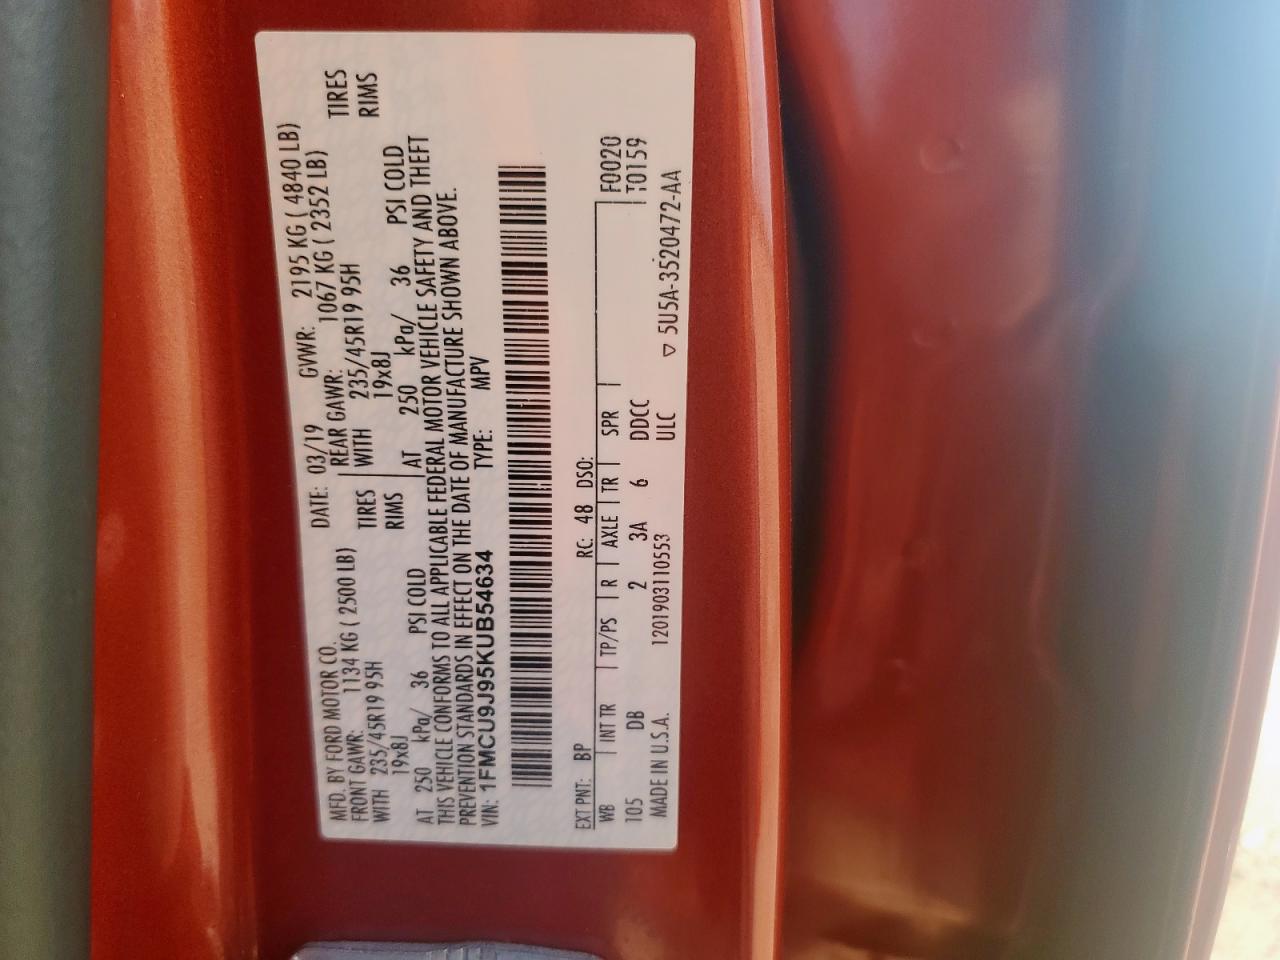 MFD. BY FORD MOTOR CO. DATE: 03/19 GVWR: 2195 KG ( 4840 LB)
FRONT GAWR: 1134 KG ( 2500 LB) REAR GAWR: 1067 KG ( 2352 LB)
WITH 235/45R19 95H TIRES WITH 235/45R19 95H TIRES
19x8J RIMS 19x8J RIMS
AT 250 kPa/ 36 PSI COLD AT 250 kPa/ 36 PSI COLD
THIS VEHICLE CONFORMS TO ALL APPLICABLE FEDERAL MOTOR VEHICLE SAFETY AND THEFT
PREVENTION STANDARDS IN EFFECT ON THE DATE OF MANUFACTURE SHOWN ABOVE.
VIN: 1FMCU9J95KUB54634 TYPE: MPV
EXT PNT: BP RC: 48 DSO:
WB INT TR TP/PS R AXLE TR SPR F0020
105 DB 2 3A 6 DDCC T0159
MADE IN U.S.A. 1201903110553 ULC ▽ 5U5A-3520472-AA